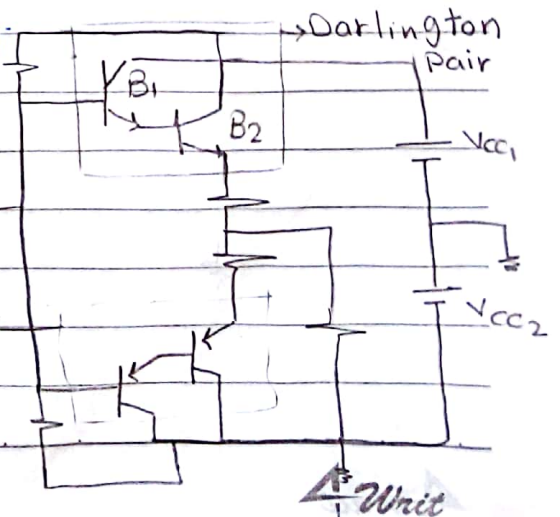 →Darlington
Pair
B1
B2
VCC1
VCC2
Writ